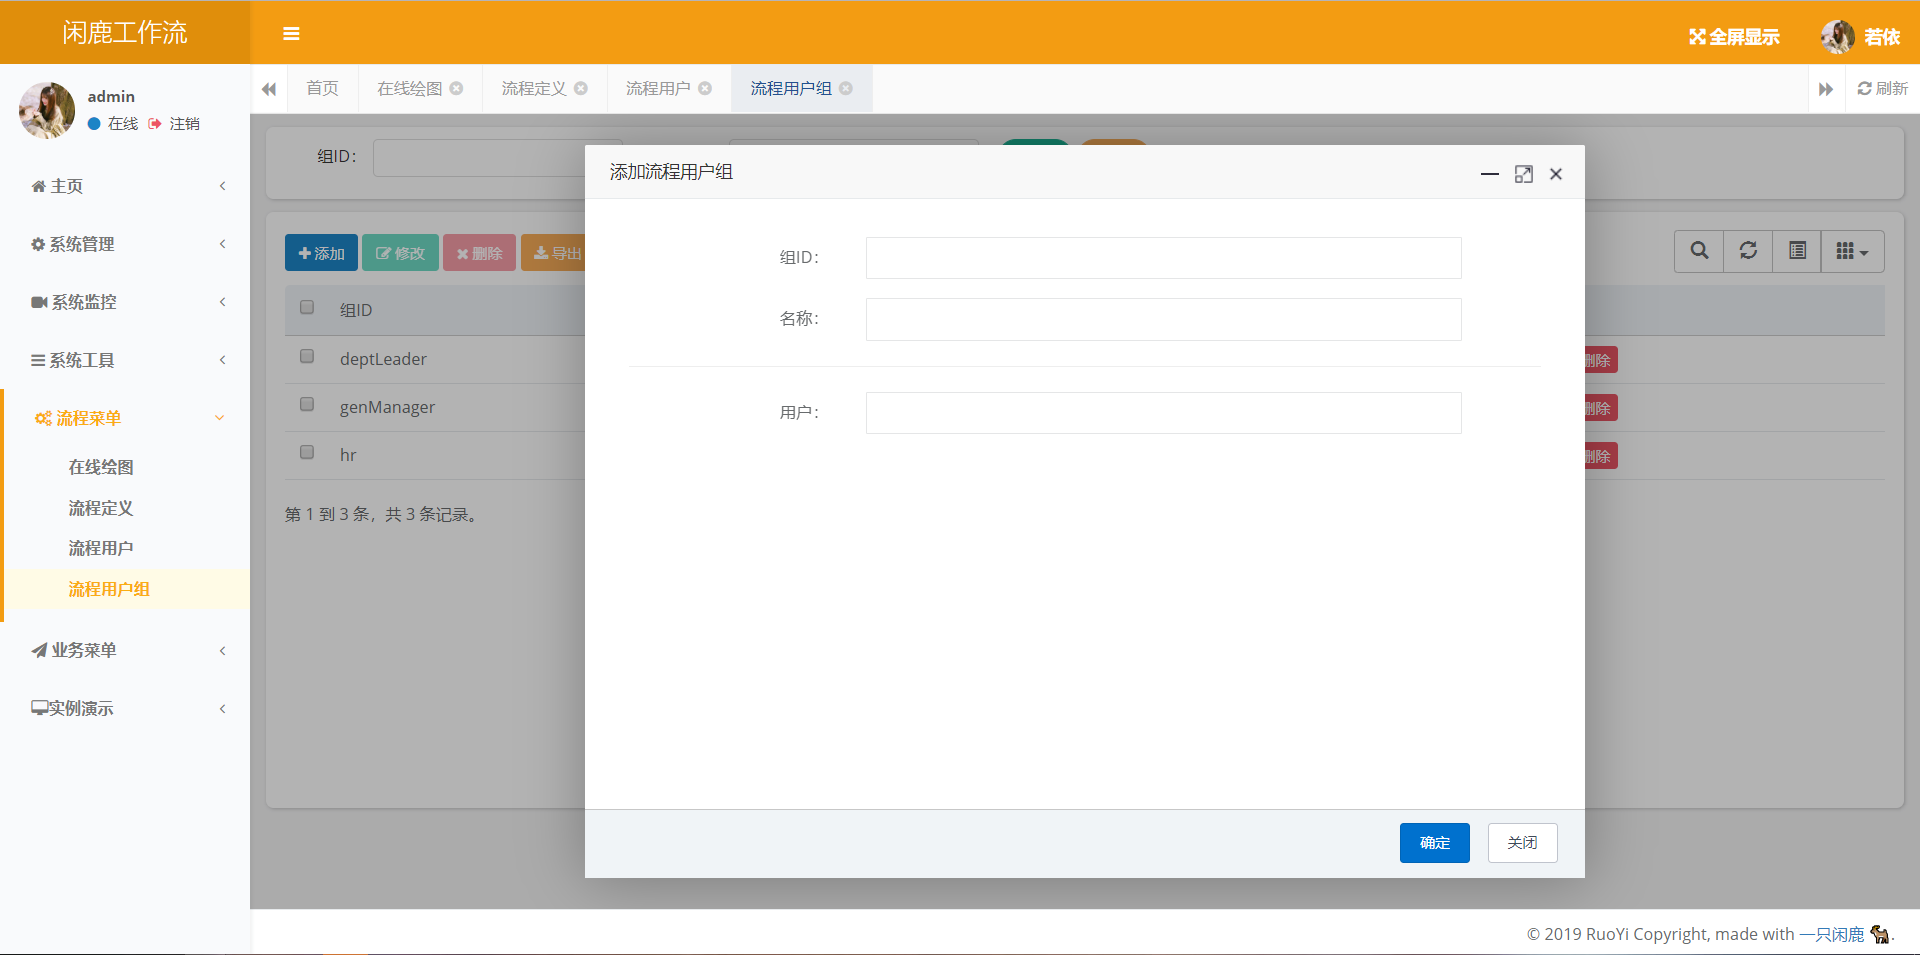 闲鹿工作流
全屏显示
若依
admin
在线 注销
首页 在线绘图 流程定义 流程用户 流程用户组 刷新
主页
系统管理
系统监控
系统工具
流程菜单
在线绘图
流程定义
流程用户
流程用户组
业务菜单
实例演示
组ID：
添加 修改 删除 导出
组ID
deptLeader 删除
genManager 删除
hr 删除
第 1 到 3 条，共 3 条记录。
添加流程用户组
组ID：
名称：
用户：
确定 关闭
© 2019 RuoYi Copyright, made with 一只闲鹿 🐐.